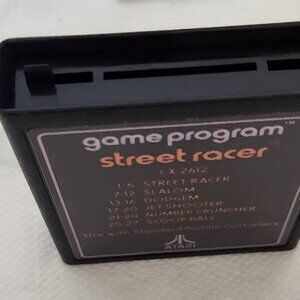 game program™
street racer
CX-2612
1-6 STREET RACER
7-12 SLALOM
13-16 DODGEM
17-20 JET SHOOTER
21-24 NUMBER CRUNCHER
25-27 SCOOP BALL
Use with Standard Paddle Controllers
ATARI